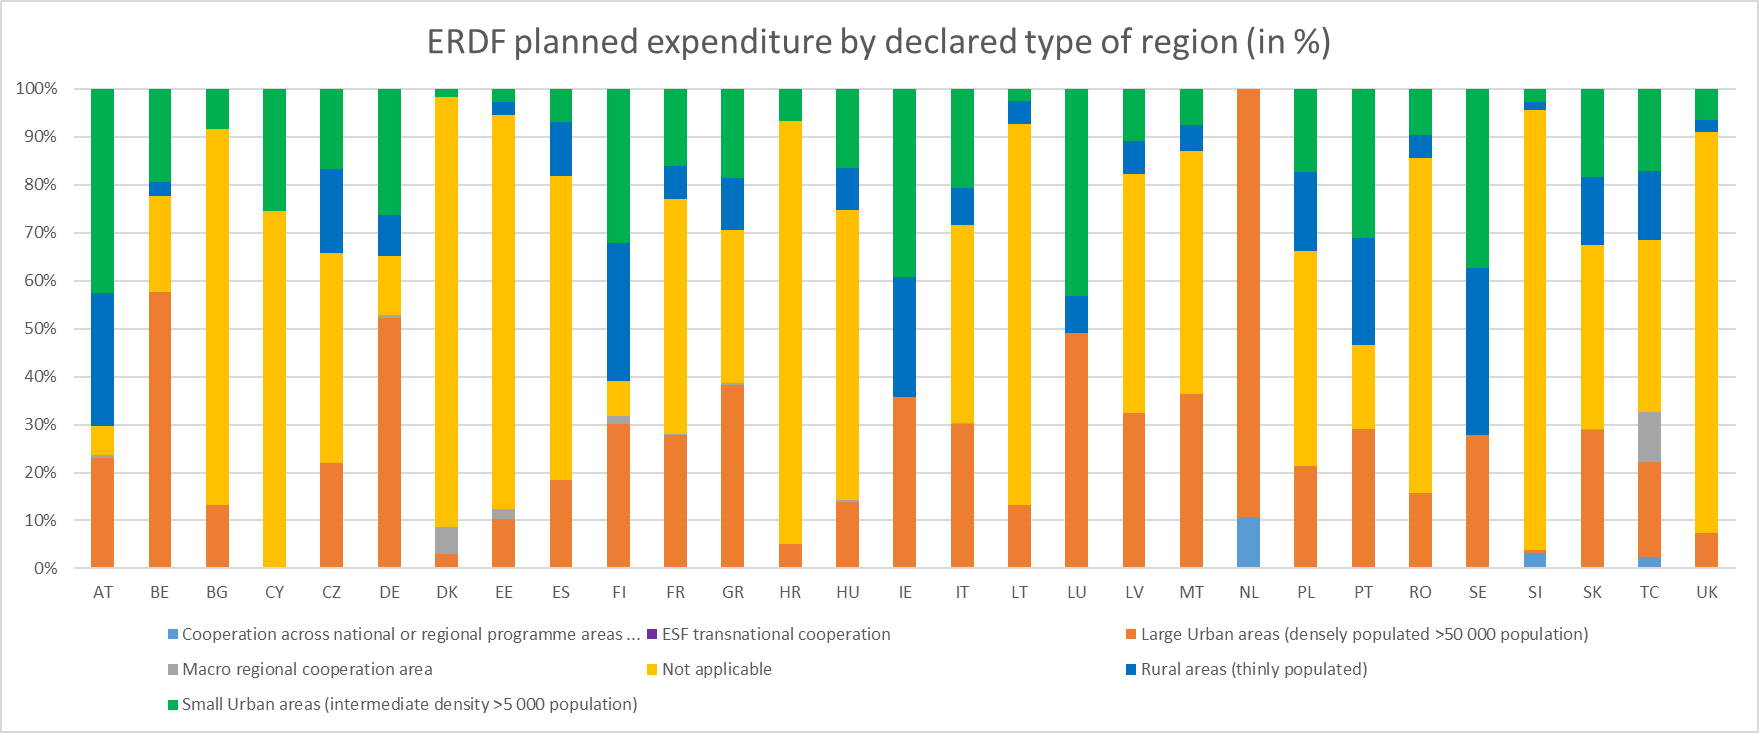 ERDF planned expenditure by declared type of region (in %)
100%
90%
80%
70%
60%
50%
40%
30%
20%
10%
0%
AT BE BG CY CZ DE DK EE ES FI FR GR HR HU IE IT LT LU LV MT NL PL PT RO SE SI SK TC UK
Cooperation across national or regional programme areas ... ESF transnational cooperation Large Urban areas (densely populated >50 000 population)
Macro regional cooperation area Not applicable Rural areas (thinly populated)
Small Urban areas (intermediate density >5 000 population)